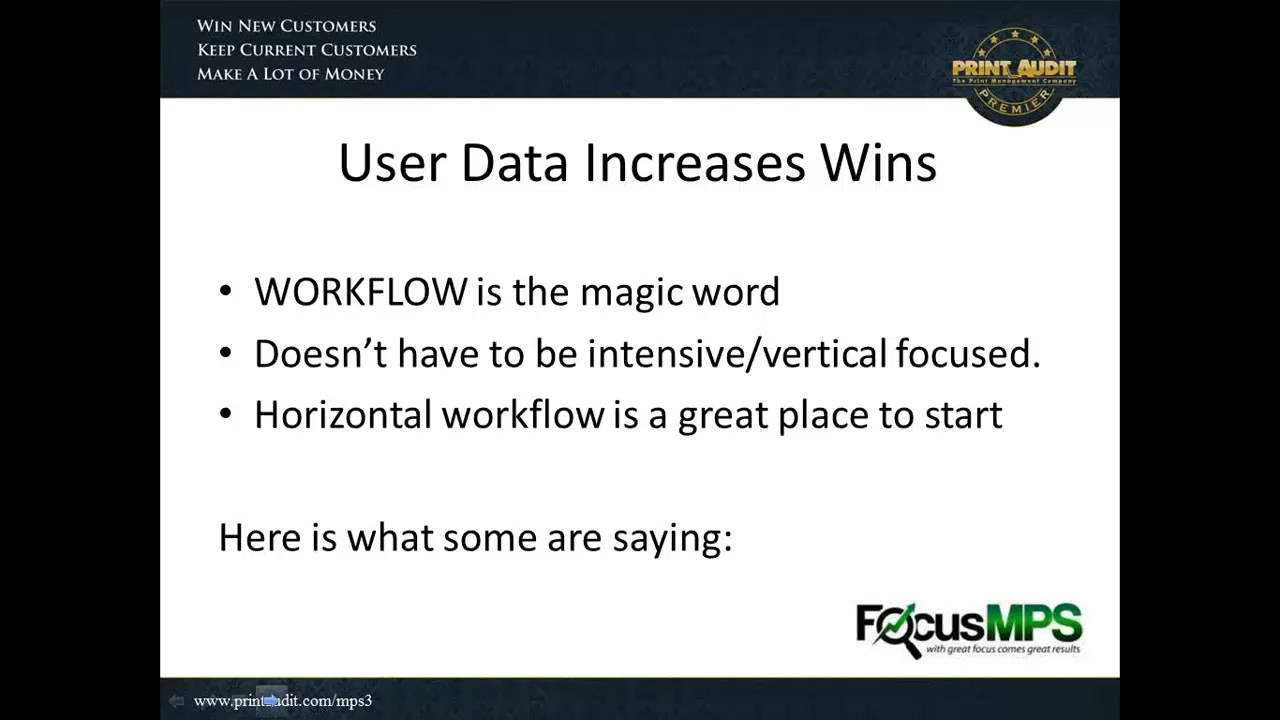 WIN NEW CUSTOMERS
KEEP CURRENT CUSTOMERS
MAKE A LOT OF MONEY
PRINT AUDIT
The Print Management Company
PREMIER
User Data Increases Wins
• WORKFLOW is the magic word
• Doesn’t have to be intensive/vertical focused.
• Horizontal workflow is a great place to start
Here is what some are saying:
FocusMPS
with great focus comes great results
www.printaudit.com/mps3